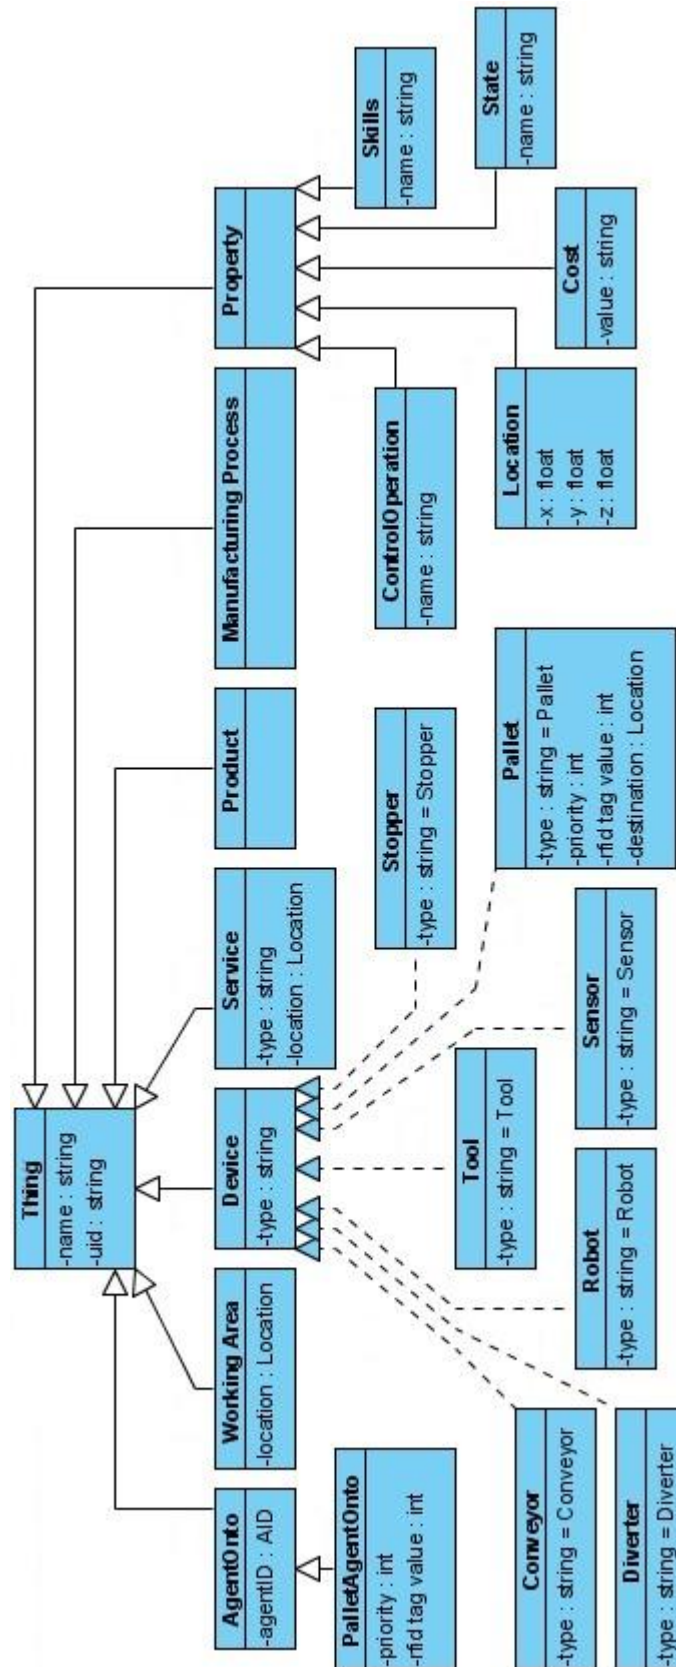 Thing
-name : string
-uid : string
AgentOnto
-agentID : AID
Working Area
-location : Location
Device
-type : string
Service
-type : string
-location : Location
Product
Manufacturing Process
Property
PalletAgentOnto
-priority : int
-rfid tag value : int
Stopper
-type : string = Stopper
ControlOperation
-name : string
Skills
-name : string
Tool
-type : string = Tool
State
-name : string
Conveyor
-type : string = Conveyor
Pallet
-type : string = Pallet
-priority : int
-rfid tag value : int
-destination : Location
Location
-x : float
-y : float
-z : float
Cost
-value : string
Robot
-type : string = Robot
Sensor
-type : string = Sensor
Diverter
-type : string = Diverter